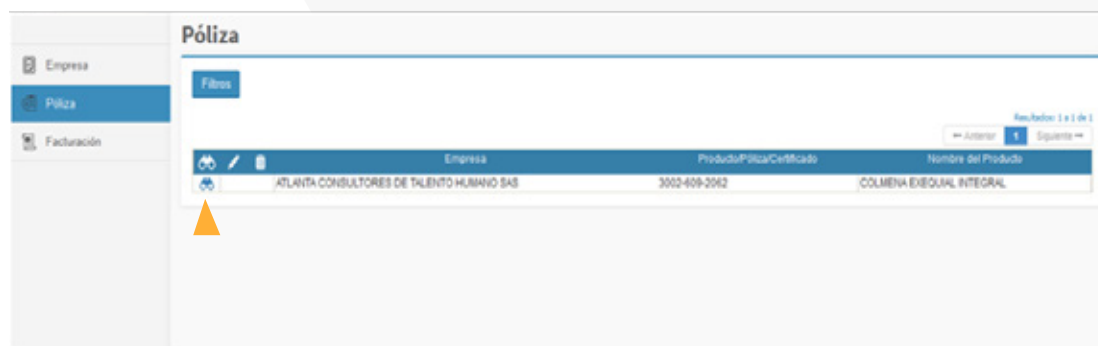 Póliza
Empresa
Póliza
Facturación
Filtros
Resultados: 1 a 1 de 1
← Anterior 1 Siguiente →
Empresa Producto/Póliza/Certificado Nombre del Producto
ATLANTA CONSULTORES DE TALENTO HUMANO SAS 3002-609-2062 COLMENA EXEQUIAL INTEGRAL